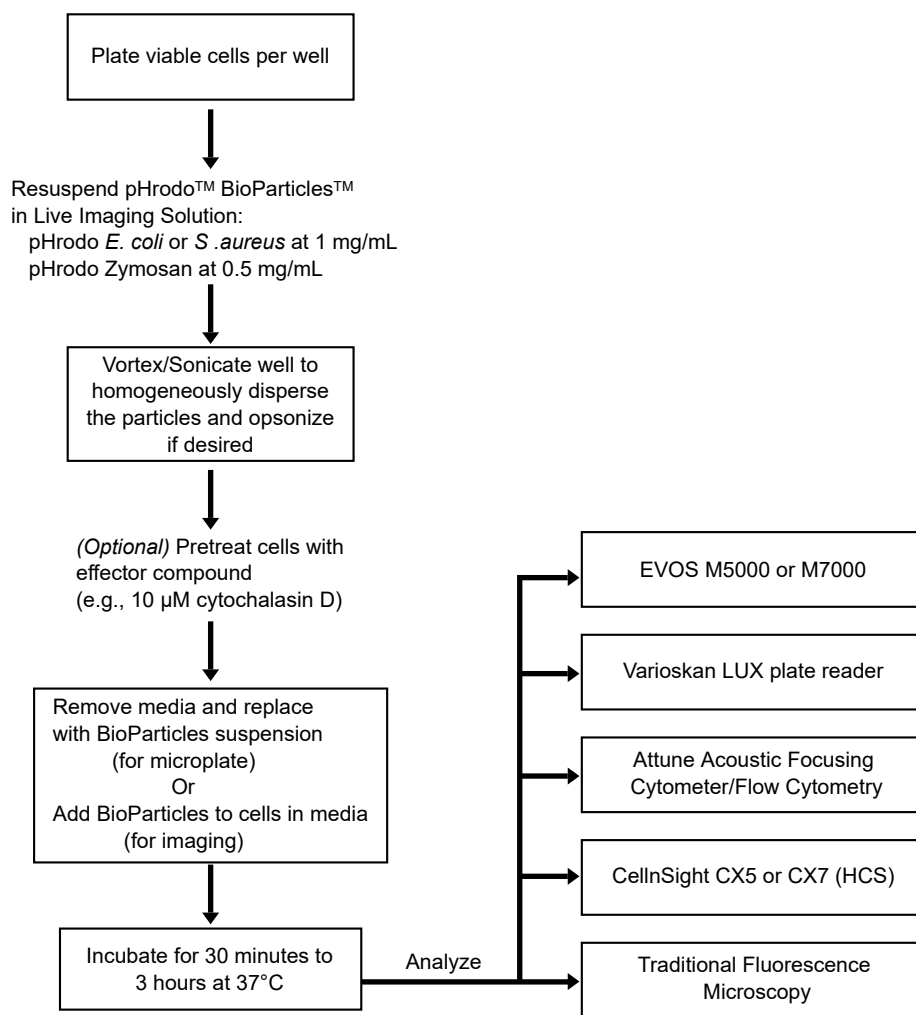 Plate viable cells per well
Resuspend pHrodo™ BioParticles™
in Live Imaging Solution:
pHrodo E. coli or S .aureus at 1 mg/mL
pHrodo Zymosan at 0.5 mg/mL
Vortex/Sonicate well to
homogeneously disperse
the particles and opsonize
if desired
(Optional) Pretreat cells with
effector compound
(e.g., 10 µM cytochalasin D)
Remove media and replace
with BioParticles suspension
(for microplate)
Or
Add BioParticles to cells in media
(for imaging)
Incubate for 30 minutes to
3 hours at 37°C
Analyze
EVOS M5000 or M7000
Varioskan LUX plate reader
Attune Acoustic Focusing
Cytometer/Flow Cytometry
CellnSight CX5 or CX7 (HCS)
Traditional Fluorescence
Microscopy